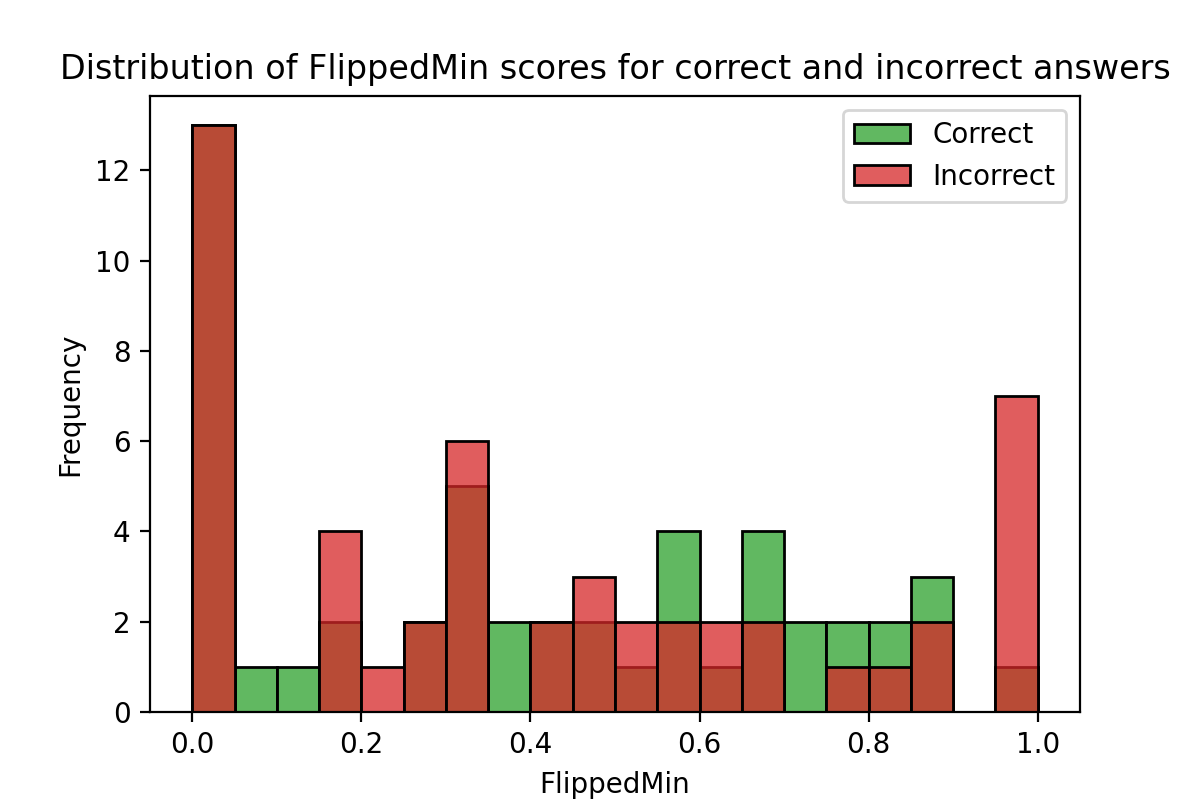 Distribution of FlippedMin scores for correct and incorrect answers
Correct
Incorrect
12
10
8
6
4
2
0
Frequency
0.0 0.2 0.4 0.6 0.8 1.0
FlippedMin